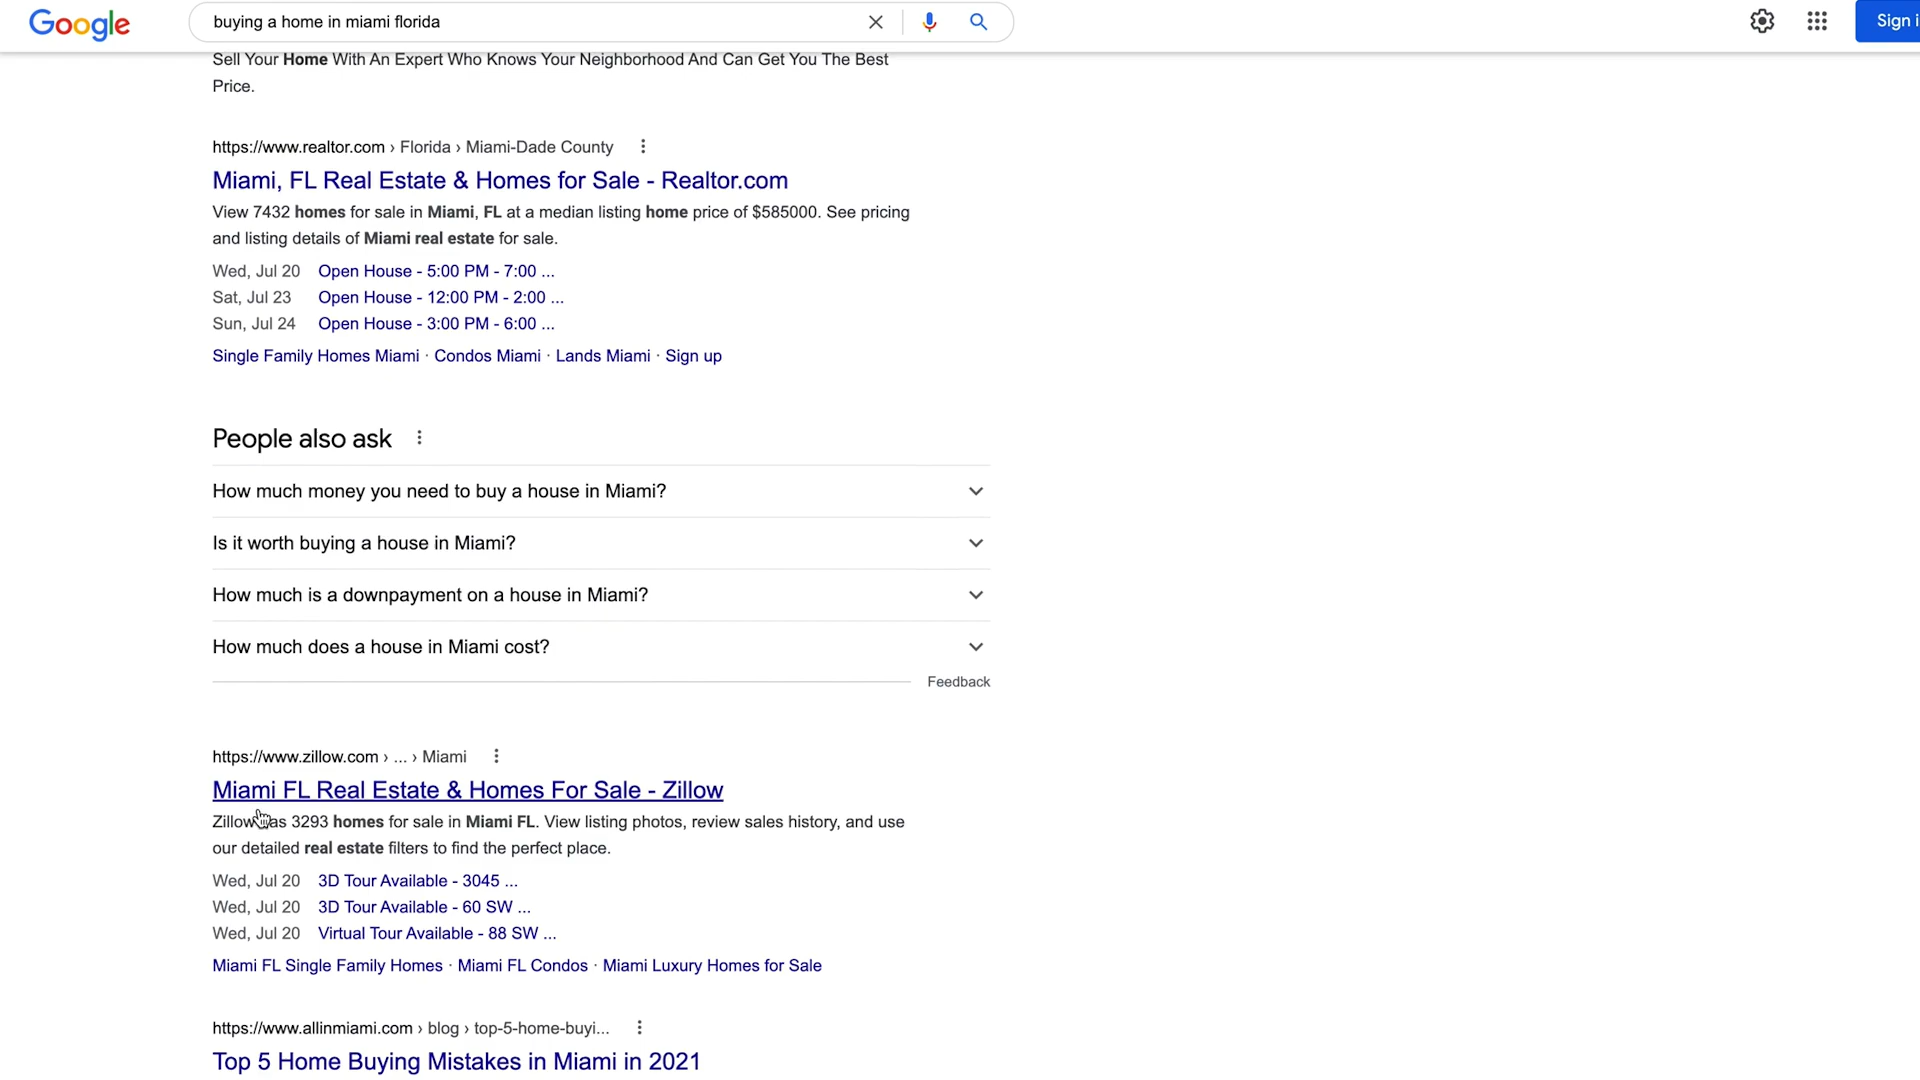 Google
buying a home in miami florida
Sign
Sell Your Home With An Expert Who Knows Your Neighborhood And Can Get You The Best
Price.
https://www.realtor.com › Florida › Miami-Dade County
Miami, FL Real Estate & Homes for Sale - Realtor.com
View 7432 homes for sale in Miami, FL at a median listing home price of $585000. See pricing
and listing details of Miami real estate for sale.
Wed, Jul 20 Open House - 5:00 PM - 7:00 ...
Sat, Jul 23 Open House - 12:00 PM - 2:00 ...
Sun, Jul 24 Open House - 3:00 PM - 6:00 ...
Single Family Homes Miami · Condos Miami · Lands Miami · Sign up
People also ask
How much money you need to buy a house in Miami?
Is it worth buying a house in Miami?
How much is a downpayment on a house in Miami?
How much does a house in Miami cost?
Feedback
https://www.zillow.com › ... › Miami
Miami FL Real Estate & Homes For Sale - Zillow
Zillow has 3293 homes for sale in Miami FL. View listing photos, review sales history, and use
our detailed real estate filters to find the perfect place.
Wed, Jul 20 3D Tour Available - 3045 ...
Wed, Jul 20 3D Tour Available - 60 SW ...
Wed, Jul 20 Virtual Tour Available - 88 SW ...
Miami FL Single Family Homes · Miami FL Condos · Miami Luxury Homes for Sale
https://www.allinmiami.com › blog › top-5-home-buyi...
Top 5 Home Buying Mistakes in Miami in 2021